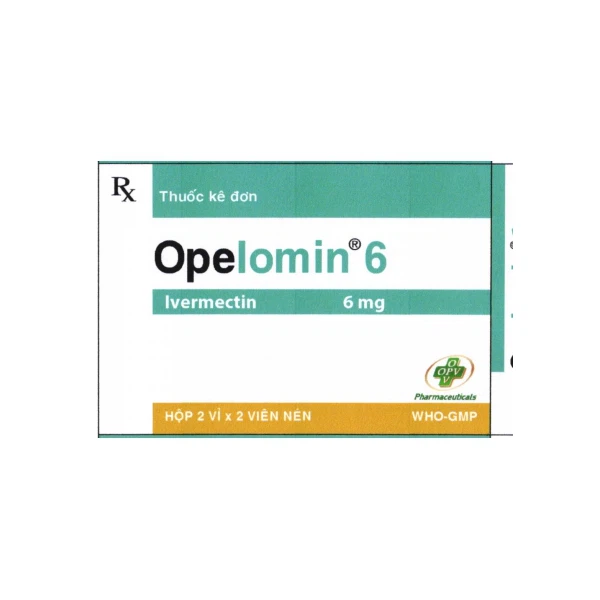 Rx
Thuốc kê đơn
Opelomin® 6
Ivermectin 6 mg
OPV
Pharmaceuticals
HỘP 2 VỈ x 2 VIÊN NÉN
WHO-GMP